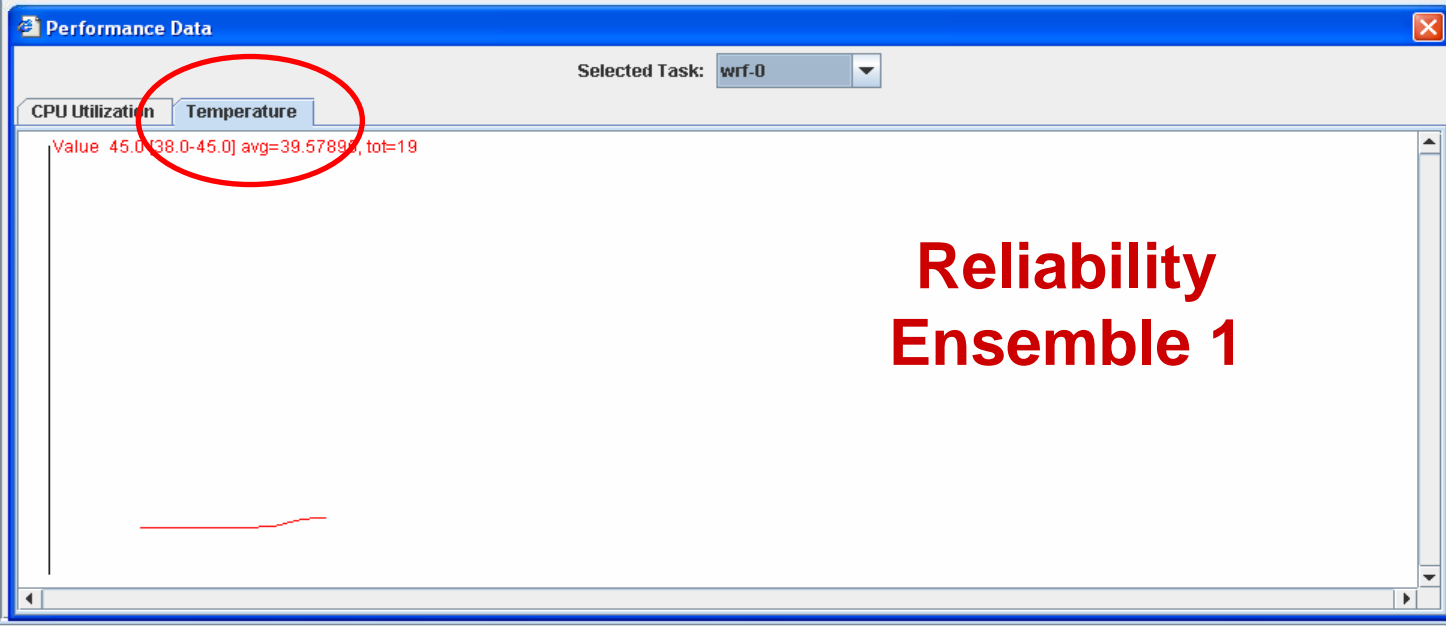 Performance Data
Selected Task: wrf-0
CPU Utilization Temperature
Value 45.0 [38.0-45.0] avg=39.57895, tot=19
Reliability
Ensemble 1